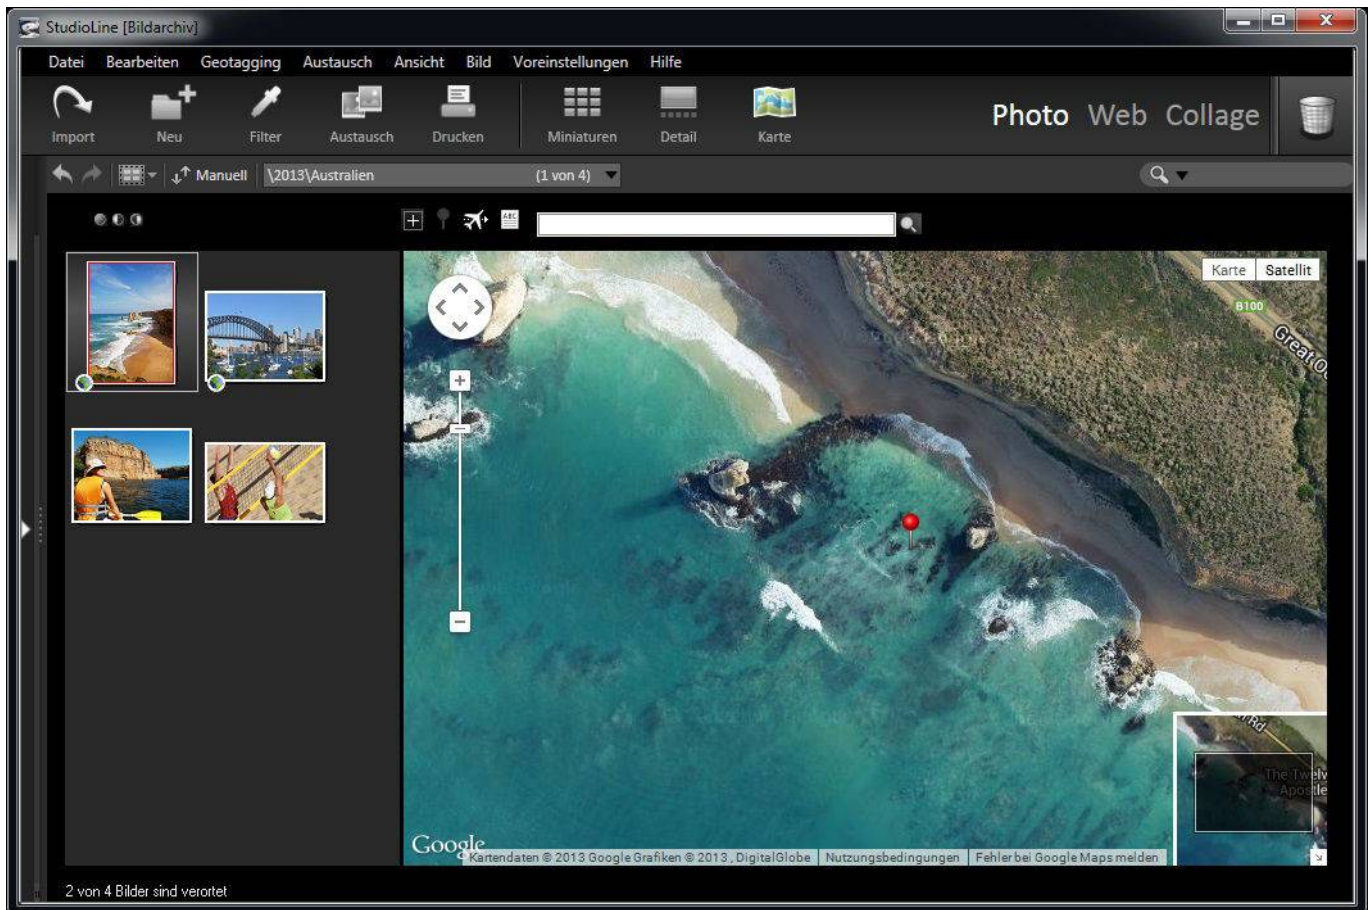 StudioLine [Bildarchiv]
Datei Bearbeiten Geotagging Austausch Ansicht Bild Voreinstellungen Hilfe
Import Neu Filter Austausch Drucken Miniaturen Detail Karte
Photo Web Collage
Manuell \2013\Australien (1 von 4)
ABC
Karte Satellit
B100
Great
Rd
The Twelv
Apostle
Google
Kartendaten © 2013 Google Grafiken © 2013 , DigitalGlobe Nutzungsbedingungen Fehler bei Google Maps melden
2 von 4 Bilder sind verortet